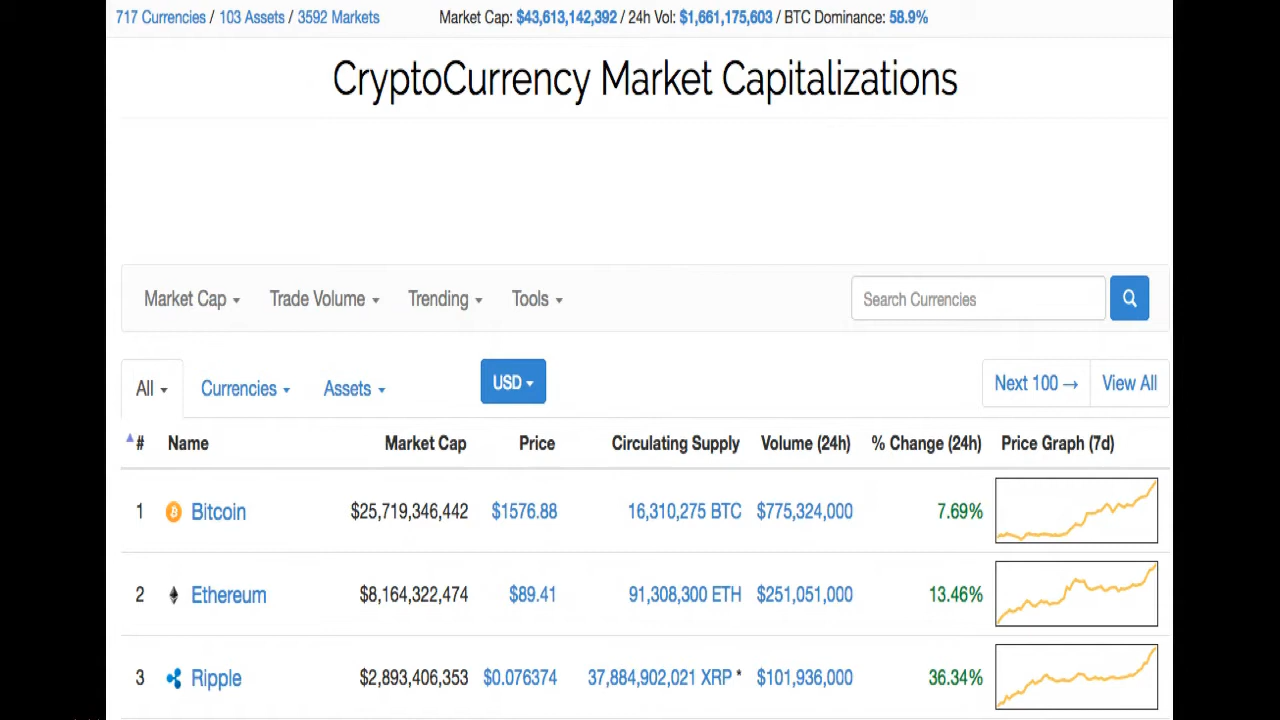 717 Currencies / 103 Assets / 3592 Markets Market Cap: $43,613,142,392 / 24h Vol: $1,661,175,603 / BTC Dominance: 58.9%
CryptoCurrency Market Capitalizations
Market Cap Trade Volume Trending Tools Search Currencies
All Currencies Assets USD Next 100 → View All
# Name Market Cap Price Circulating Supply Volume (24h) % Change (24h) Price Graph (7d)
1 Bitcoin $25,719,346,442 $1576.88 16,310,275 BTC $775,324,000 7.69%
2 Ethereum $8,164,322,474 $89.41 91,308,300 ETH $251,051,000 13.46%
3 Ripple $2,893,406,353 $0.076374 37,884,902,021 XRP * $101,936,000 36.34%